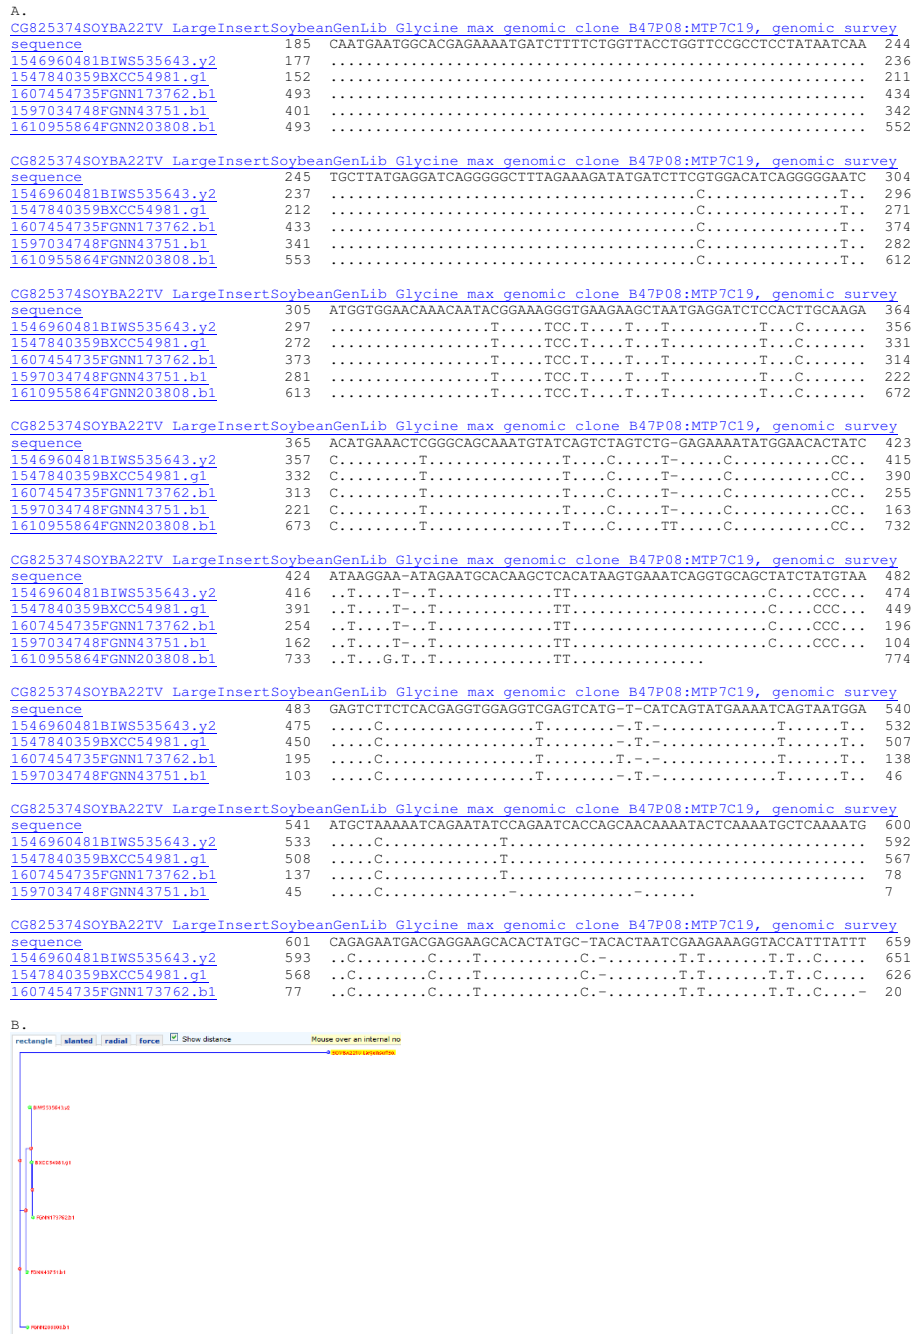 A.
CG825374SOYBA22TV LargeInsertSoybeanGenLib Glycine max genomic clone B47P08:MTP7C19, genomic survey
sequence 185 CAATGAATGGCACGAGAAAATGATCTTTTCTGGTTACCTGGTTCCGCCTCCTATAATCAA 244
1546960481BIWS535643.y2 177 ............................................................ 236
1547840359BXCC54981.g1 152 ............................................................ 211
1607454735FGNN173762.b1 493 ............................................................ 434
1597034748FGNN43751.b1 401 ............................................................ 342
1610955864FGNN203808.b1 493 ............................................................ 552
CG825374SOYBA22TV LargeInsertSoybeanGenLib Glycine max genomic clone B47P08:MTP7C19, genomic survey
sequence 245 TGCTTATGAGGATCAGGGGGCTTTAGAAAGATATGATCTTCGTGGACATCAGGGGGAATC 304
1546960481BIWS535643.y2 237 .........................................C...............T.. 296
1547840359BXCC54981.g1 212 .........................................C...............T.. 271
1607454735FGNN173762.b1 433 .........................................C...............T.. 374
1597034748FGNN43751.b1 341 .........................................C...............T.. 282
1610955864FGNN203808.b1 553 .........................................C...............T.. 612
CG825374SOYBA22TV LargeInsertSoybeanGenLib Glycine max genomic clone B47P08:MTP7C19, genomic survey
sequence 305 ATGGTGGAACAAACAATACGGAAAGGGTGAAGAAGCTAATGAGGATCTCCACTTGCAAGA 364
1546960481BIWS535643.y2 297 ..................T.....TCC.T....T...T..........T...C....... 356
1547840359BXCC54981.g1 272 ..................T.....TCC.T....T...T..........T...C....... 331
1607454735FGNN173762.b1 373 ..................T.....TCC.T....T...T..........T...C....... 314
1597034748FGNN43751.b1 281 ..................T.....TCC.T....T...T..........T...C....... 222
1610955864FGNN203808.b1 613 ..................T.....TCC.T....T...T..........T...C....... 672
CG825374SOYBA22TV LargeInsertSoybeanGenLib Glycine max genomic clone B47P08:MTP7C19, genomic survey
sequence 365 ACATGAAACTCGGGCAGCAAATGTATCAGTCTAGTCTG-GAGAAAATATGGAACACTATC 423
1546960481BIWS535643.y2 357 C.........T...............T....C.....T-.....C...........CC.. 415
1547840359BXCC54981.g1 332 C.........T...............T....C.....T-.....C...........CC.. 390
1607454735FGNN173762.b1 313 C.........T...............T....C.....T-.....C...........CC.. 255
1597034748FGNN43751.b1 221 C.........T...............T....C.....T-.....C...........CC.. 163
1610955864FGNN203808.b1 673 C.........T...............T....C.....TT.....C...........CC.. 732
CG825374SOYBA22TV LargeInsertSoybeanGenLib Glycine max genomic clone B47P08:MTP7C19, genomic survey
sequence 424 ATAAGGAA-ATAGAATGCACAAGCTCACATAAGTGAAATCAGGTGCAGCTATCTATGTAA 482
1546960481BIWS535643.y2 416 ..T....T-..T.............TT......................C....CCC... 474
1547840359BXCC54981.g1 391 ..T....T-..T.............TT......................C....CCC... 449
1607454735FGNN173762.b1 254 ..T....T-..T.............TT......................C....CCC... 196
1597034748FGNN43751.b1 162 ..T....T-..T.............TT......................C....CCC... 104
1610955864FGNN203808.b1 733 ..T...G.T..T.............TT............... 774
CG825374SOYBA22TV LargeInsertSoybeanGenLib Glycine max genomic clone B47P08:MTP7C19, genomic survey
sequence 483 GAGTCTTCTCACGAGGTGGAGGTCGAGTCATG-T-CATCAGTATGAAAATCAGTAATGGA 540
1546960481BIWS535643.y2 475 .....C.................T........-.T.-.............T......T.. 532
1547840359BXCC54981.g1 450 .....C.................T........-.T.-.............T......T.. 507
1607454735FGNN173762.b1 195 .....C.................T........T.-.-.............T......T.. 138
1597034748FGNN43751.b1 103 .....C.................T........-.T.-.............T......T.. 46
CG825374SOYBA22TV LargeInsertSoybeanGenLib Glycine max genomic clone B47P08:MTP7C19, genomic survey
sequence 541 ATGCTAAAAATCAGAATATCCAGAATCACCAGCAACAAAATACTCAAAATGCTCAAAATG 600
1546960481BIWS535643.y2 533 .....C.............T........................................ 592
1547840359BXCC54981.g1 508 .....C.............T........................................ 567
1607454735FGNN173762.b1 137 .....C.............T........................................ 78
1597034748FGNN43751.b1 45 .....C..............-.............-...... 7
CG825374SOYBA22TV LargeInsertSoybeanGenLib Glycine max genomic clone B47P08:MTP7C19, genomic survey
sequence 601 CAGAGAATGACGAGGAAGCACACTATGC-TACACTAATCGAAGAAAGGTACCATTTATTT 659
1546960481BIWS535643.y2 593 ..C........C....T...........C.-........T.T.......T.T..C..... 651
1547840359BXCC54981.g1 568 ..C........C....T...........C.-........T.T.......T.T..C..... 626
1607454735FGNN173762.b1 77 ..C........C....T...........C.-........T.T.......T.T..C....- 20
B.
rectangle slanted radial force Show distance Mouse over an internal no
BIWS535643.y2
BXCC54981.g1
FGNN173762.b1
FGNN43751.b1
FGNN203808.b1